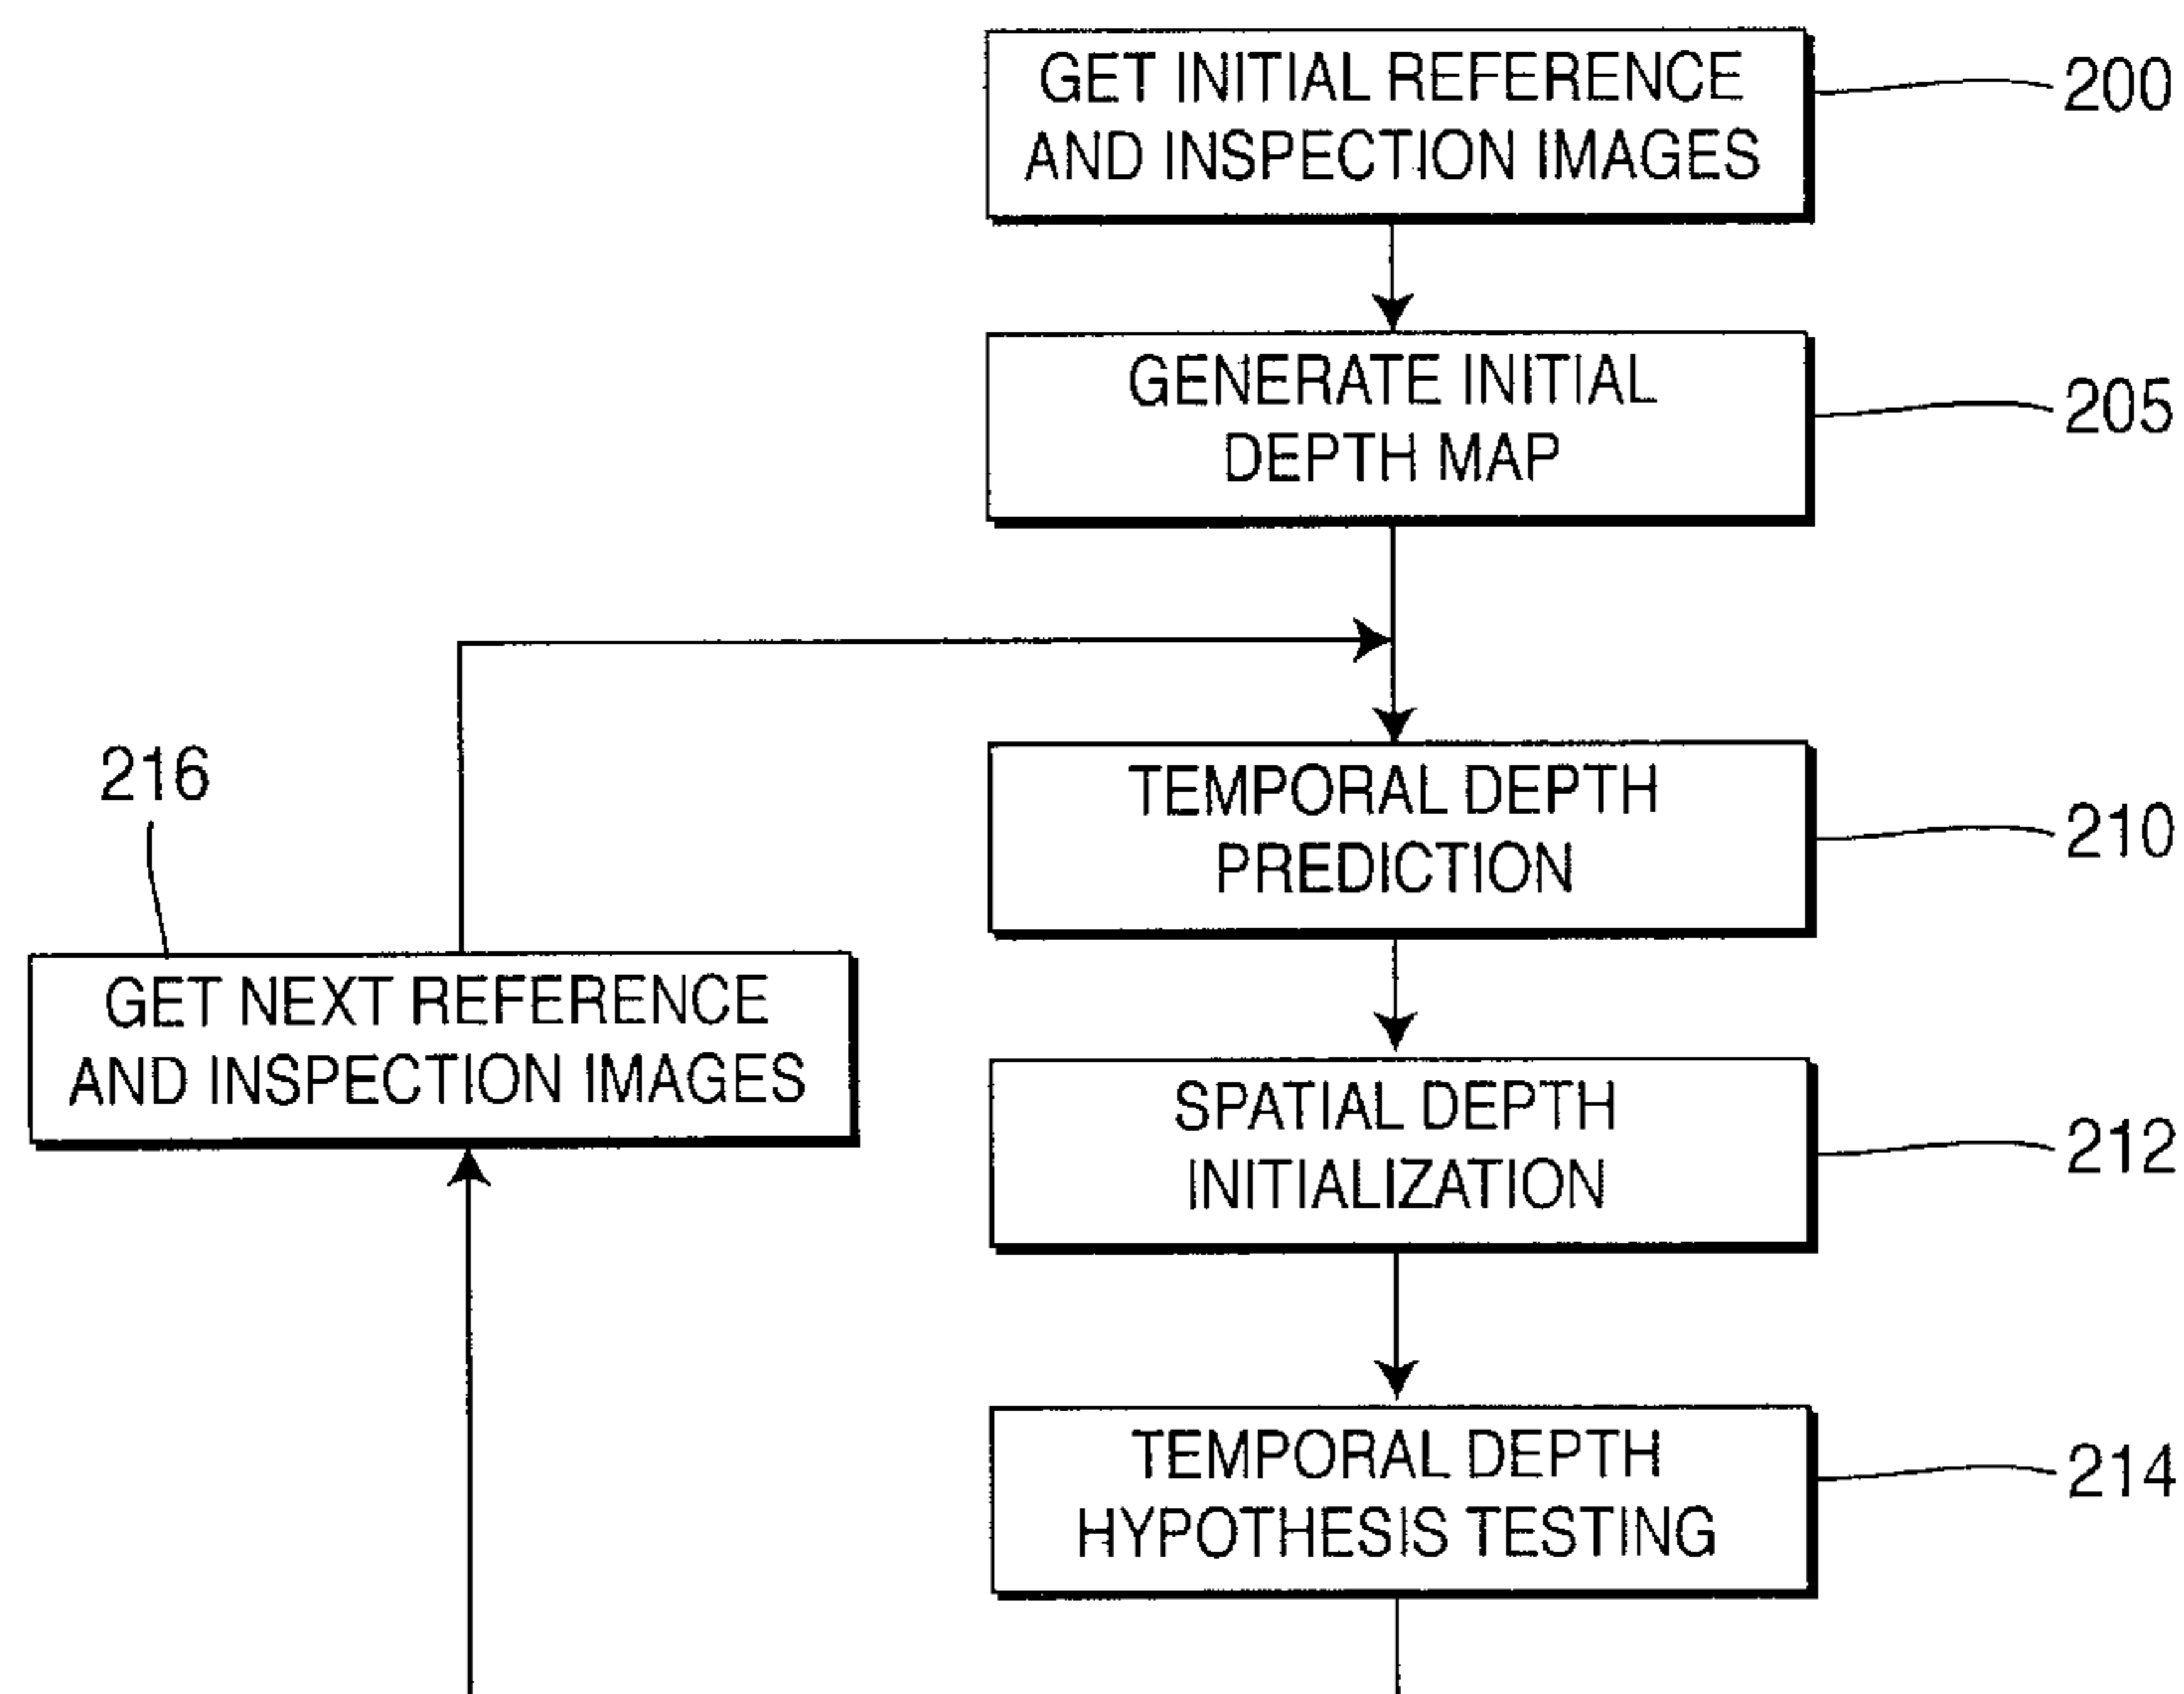 GET INITIAL REFERENCE
AND INSPECTION IMAGES
200
GENERATE INITIAL
DEPTH MAP
205
TEMPORAL DEPTH
PREDICTION
210
216
GET NEXT REFERENCE
AND INSPECTION IMAGES
SPATIAL DEPTH
INITIALIZATION
212
TEMPORAL DEPTH
HYPOTHESIS TESTING
214